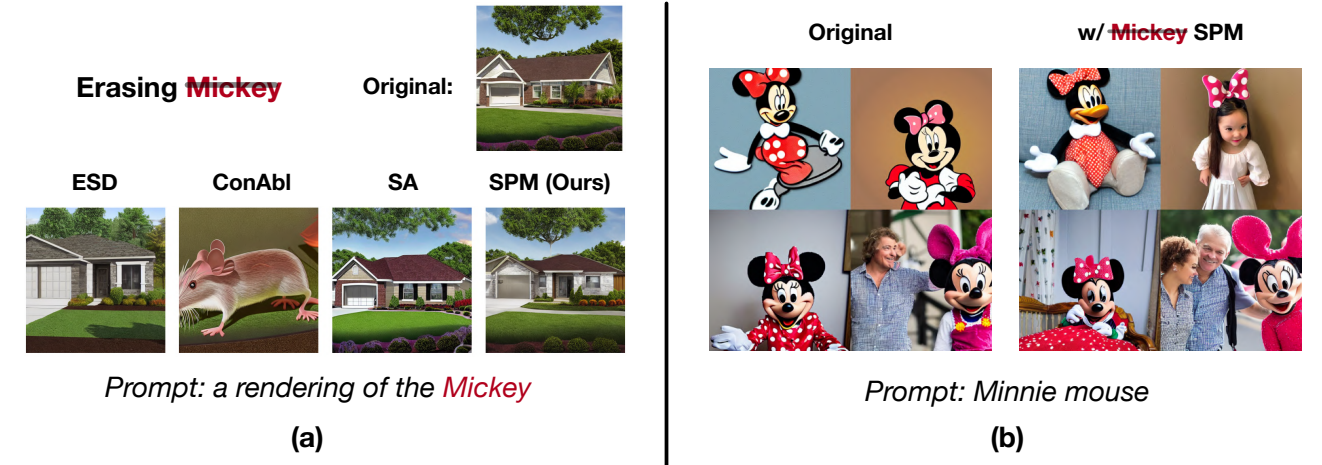 Erasing Mickey
Original:
ESD
ConAbl
SA
SPM (Ours)
Prompt: a rendering of the Mickey
(a)
Original
w/ Mickey SPM
Prompt: Minnie mouse
(b)